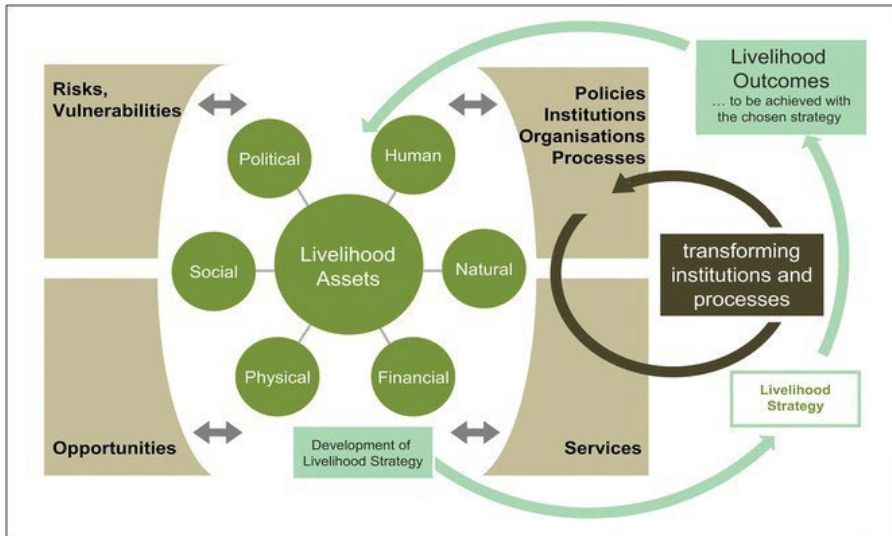 Risks,
Vulnerabilities
Policies
Institutions
Organisations
Processes
Livelihood
Outcomes
... to be achieved with
the chosen strategy
Political
Human
Social
Livelihood
Assets
Natural
transforming
institutions and
processes
Physical
Financial
Livelihood
Strategy
Opportunities
Development of
Livelihood Strategy
Services